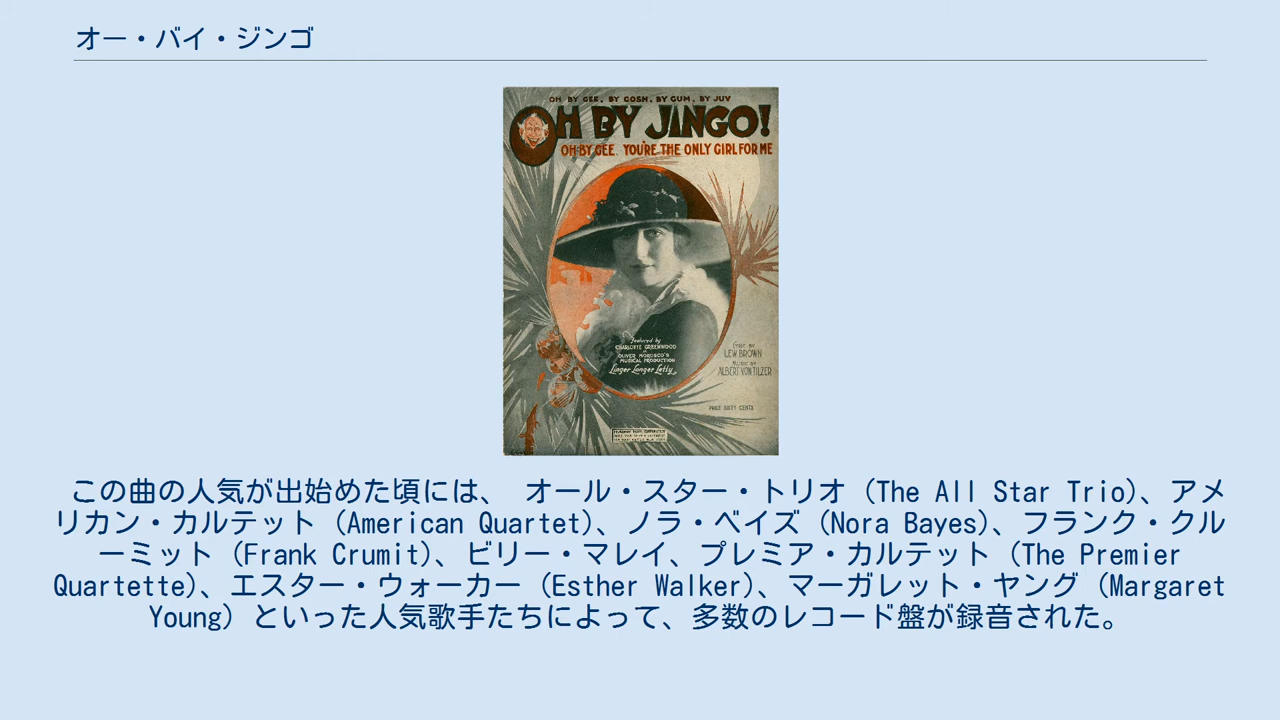 オー・バイ・ジンゴ
OH BY GEE, BY GOSH, BY GUM, BY JUV
OH BY JINGO!
OH BY GEE YOU'RE THE ONLY GIRL FOR ME
Featured by
CHARLOTTE GREENWOOD
OLIVER MOROSCO'S
MUSICAL PRODUCTION
Linger Longer Letty
LYRIC BY
LEW BROWN
MUSIC BY
ALBERT VON TILZER
PRICE SIXTY CENTS
この曲の人気が出始めた頃には、 オール・スター・トリオ (The All Star Trio)、アメ
リカン・カルテット (American Quartet)、ノラ・ベイズ (Nora Bayes)、フランク・クル
ーミット (Frank Crumit)、ビリー・マレイ、プレミア・カルテット (The Premier
Quartette)、エスター・ウォーカー (Esther Walker)、マーガレット・ヤング (Margaret
Young) といった人気歌手たちによって、多数のレコード盤が録音された。